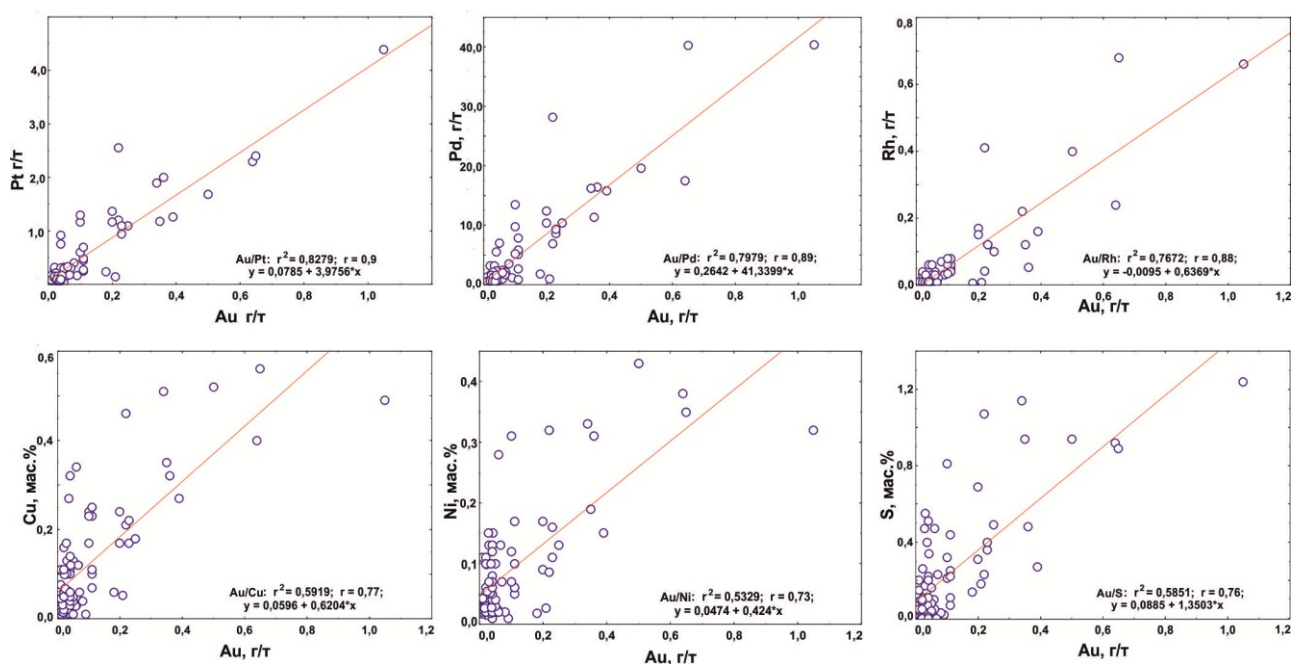 4,0
3,0
2,0
1,0
Pt г/т
Au/Pt: r² = 0,8279; r = 0,9
y = 0,0785 + 3,9756*x
0,0 0,2 0,4 0,6 0,8 1,0
Au г/т
40,0
30,0
20,0
10,0
0,0
Pd, г/т
Au/Pd: r² = 0,7979; r = 0,89;
y = 0,2642 + 41,3399*x
0,0 0,2 0,4 0,6 0,8 1,0
Au, г/т
0,8
0,6
0,4
0,2
0,0
Rh, г/т
Au/Rh: r² = 0,7672; r = 0,88;
y = -0,0095 + 0,6369*x
0,0 0,2 0,4 0,6 0,8 1,0 1,2
Au, г/т
0,6
0,4
0,2
0,0
Cu, мас.%
Au/Cu: r² = 0,5919; r = 0,77;
y = 0,0596 + 0,6204*x
0,0 0,2 0,4 0,6 0,8 1,0 1,2
Au, г/т
0,4
0,3
0,2
0,1
0,0
Ni, мас.%
Au/Ni: r² = 0,5329; r = 0,73;
y = 0,0474 + 0,424*x
0,0 0,2 0,4 0,6 0,8 1,0 1,2
Au, г/т
1,2
0,8
0,4
0,0
S, мас.%
Au/S: r² = 0,5851; r = 0,76;
y = 0,0885 + 1,3503*x
0,0 0,2 0,4 0,6 0,8 1,0 1,2
Au, г/т